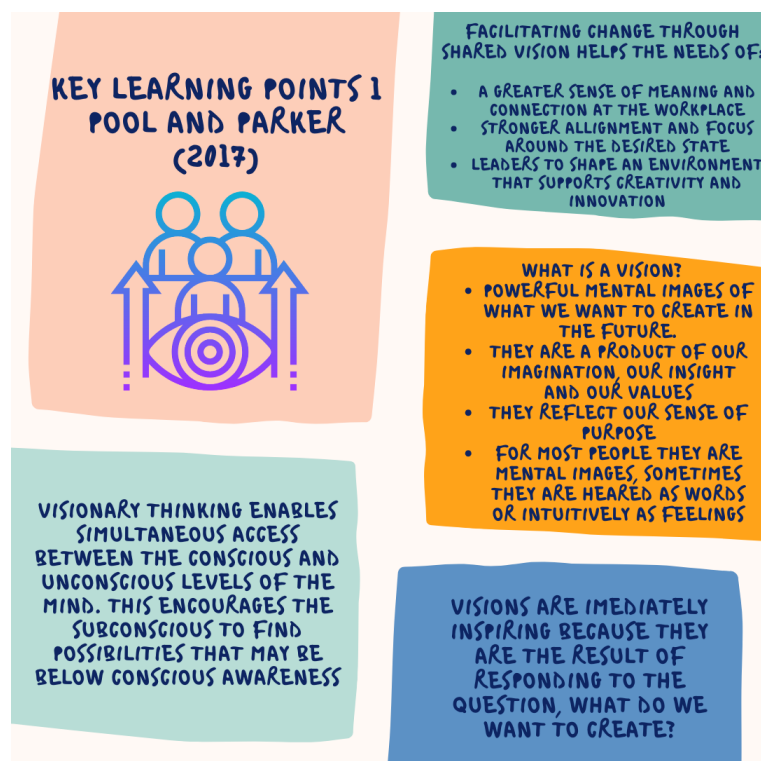 KEY LEARNING POINTS 1
POOL AND PARKER
(2017)
FACILITATING CHANGE THROUGH
SHARED VISION HELPS THE NEEDS OF:
• A GREATER SENSE OF MEANING AND
CONNECTION AT THE WORKPLACE
• STRONGER ALLIGNMENT AND FOCUS
AROUND THE DESIRED STATE
• LEADERS TO SHAPE AN ENVIRONMENT
THAT SUPPORTS CREATIVITY AND
INNOVATION
WHAT IS A VISION?
• POWERFUL MENTAL IMAGES OF
WHAT WE WANT TO CREATE IN
THE FUTURE.
• THEY ARE A PRODUCT OF OUR
IMAGINATION, OUR INSIGHT
AND OUR VALUES
• THEY REFLECT OUR SENSE OF
PURPOSE
• FOR MOST PEOPLE THEY ARE
MENTAL IMAGES, SOMETIMES
THEY ARE HEARED AS WORDS
OR INTUITIVELY AS FEELINGS
VISIONARY THINKING ENABLES
SIMULTANEOUS ACCESS
BETWEEN THE CONSCIOUS AND
UNCONSCIOUS LEVELS OF THE
MIND. THIS ENCOURAGES THE
SUBCONSCIOUS TO FIND
POSSIBILITIES THAT MAY BE
BELOW CONSCIOUS AWARENESS
VISIONS ARE IMEDIATELY
INSPIRING BECAUSE THEY
ARE THE RESULT OF
RESPONDING TO THE
QUESTION, WHAT DO WE
WANT TO CREATE?